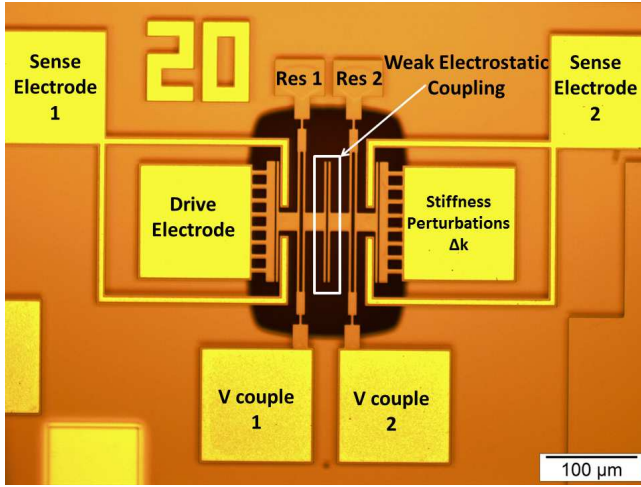 Sense
Electrode
1
20
Res 1
Res 2
Weak Electrostatic
Coupling
Sense
Electrode
2
Drive
Electrode
Stiffness
Perturbations
Δk
V couple
1
V couple
2
100 μm